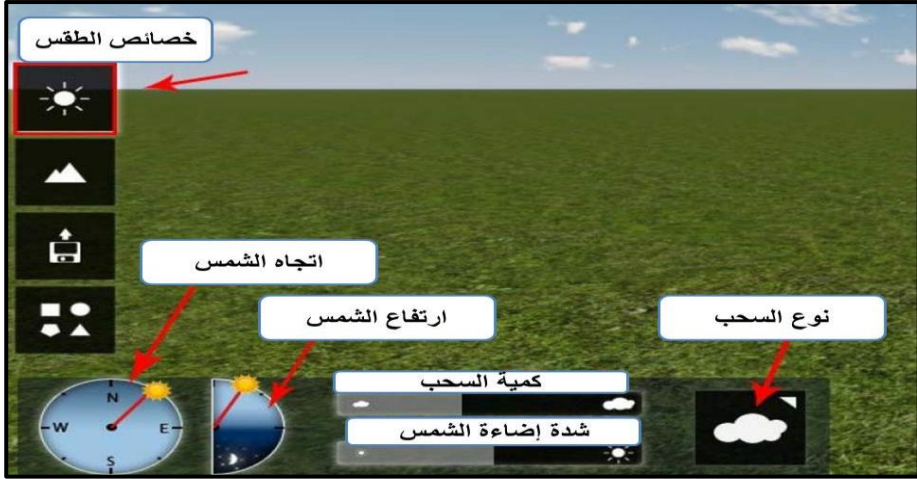 خصائص الطقس
اتجاه الشمس
ارتفاع الشمس
نوع السحب
كمية السحب
شدة إضاءة الشمس
N
W
E
S